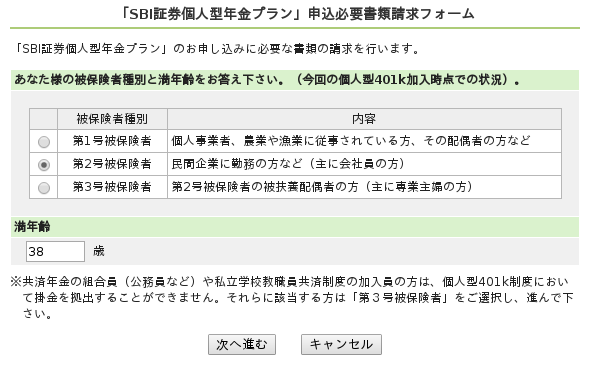 「SBI証券個人型年金プラン」申込必要書類請求フォーム
「SBI証券個人型年金プラン」のお申し込みに必要な書類の請求を行います。
あなた様の被保険者種別と満年齢をお答え下さい。（今回の個人型401k加入時点での状況）。
被保険者種別 内容
第1号被保険者 個人事業者、農業や漁業に従事されている方、その配偶者の方など
第2号被保険者 民間企業に勤務の方など（主に会社員の方）
第3号被保険者 第2号被保険者の被扶養配偶者の方（主に専業主婦の方）
満年齢
38 歳
※共済年金の組合員（公務員など）や私立学校教職員共済制度の加入員の方は、個人型401k制度におい
て掛金を拠出することができません。それらに該当する方は「第３号被保険者」をご選択し、進んで下
さい。
次へ進む キャンセル